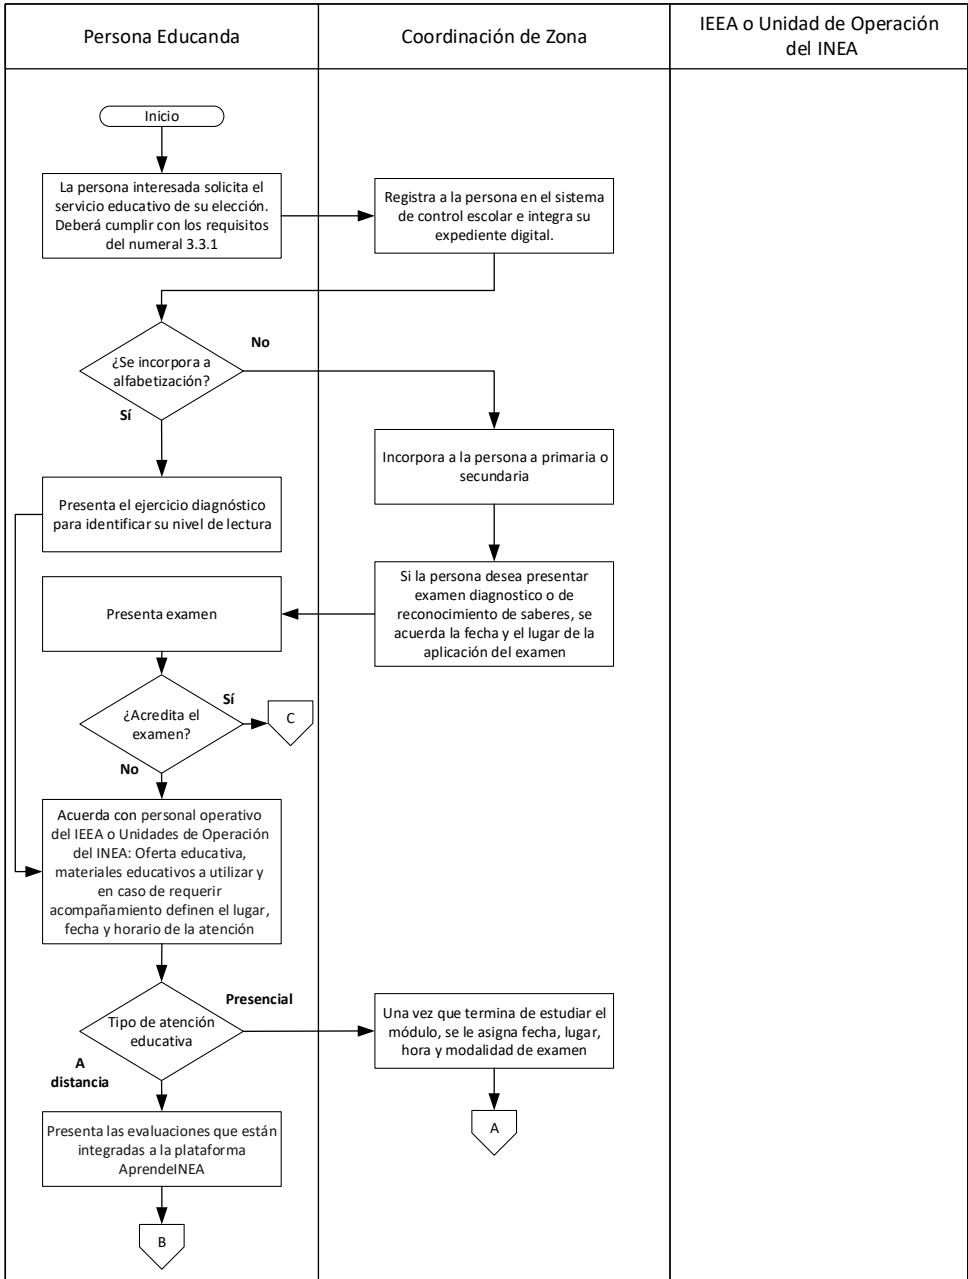 Persona Educanda
Coordinación de Zona
IEEA o Unidad de Operación
del INEA
Inicio
La persona interesada solicita el
servicio educativo de su elección.
Deberá cumplir con los requisitos
del numeral 3.3.1
Registra a la persona en el sistema
de control escolar e integra su
expediente digital.
¿Se incorpora a
alfabetización?
No
Sí
Incorpora a la persona a primaria o
secundaria
Presenta el ejercicio diagnóstico
para identificar su nivel de lectura
Si la persona desea presentar
examen diagnostico o de
reconocimiento de saberes, se
acuerda la fecha y el lugar de la
aplicación del examen
Presenta examen
¿Acredita el
examen?
Sí
C
No
Acuerda con personal operativo
del IEEA o Unidades de Operación
del INEA: Oferta educativa,
materiales educativos a utilizar y
en caso de requerir
acompañamiento definen el lugar,
fecha y horario de la atención
Tipo de atención
educativa
Presencial
A
distancia
Una vez que termina de estudiar el
módulo, se le asigna fecha, lugar,
hora y modalidad de examen
A
Presenta las evaluaciones que están
integradas a la plataforma
AprendeINEA
B